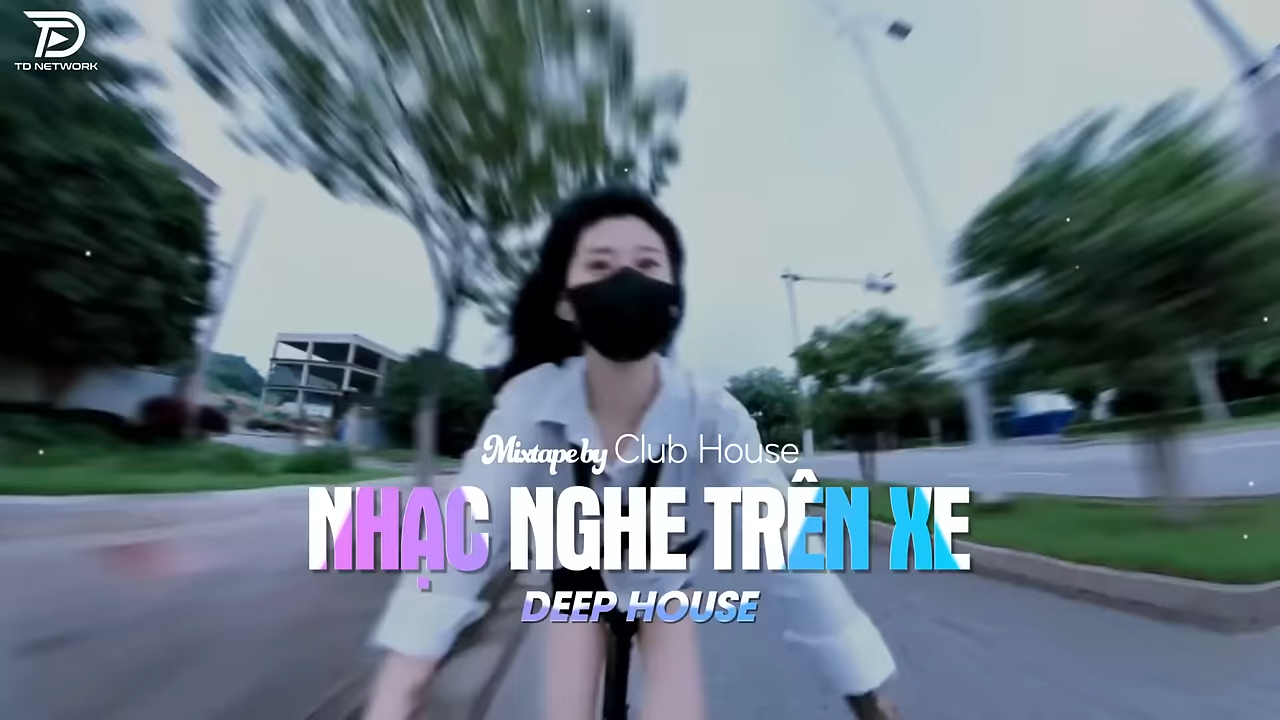 TD NETWORK
Mixtape by Club House
NHẠC NGHE TRÊN XE
DEEP HOUSE